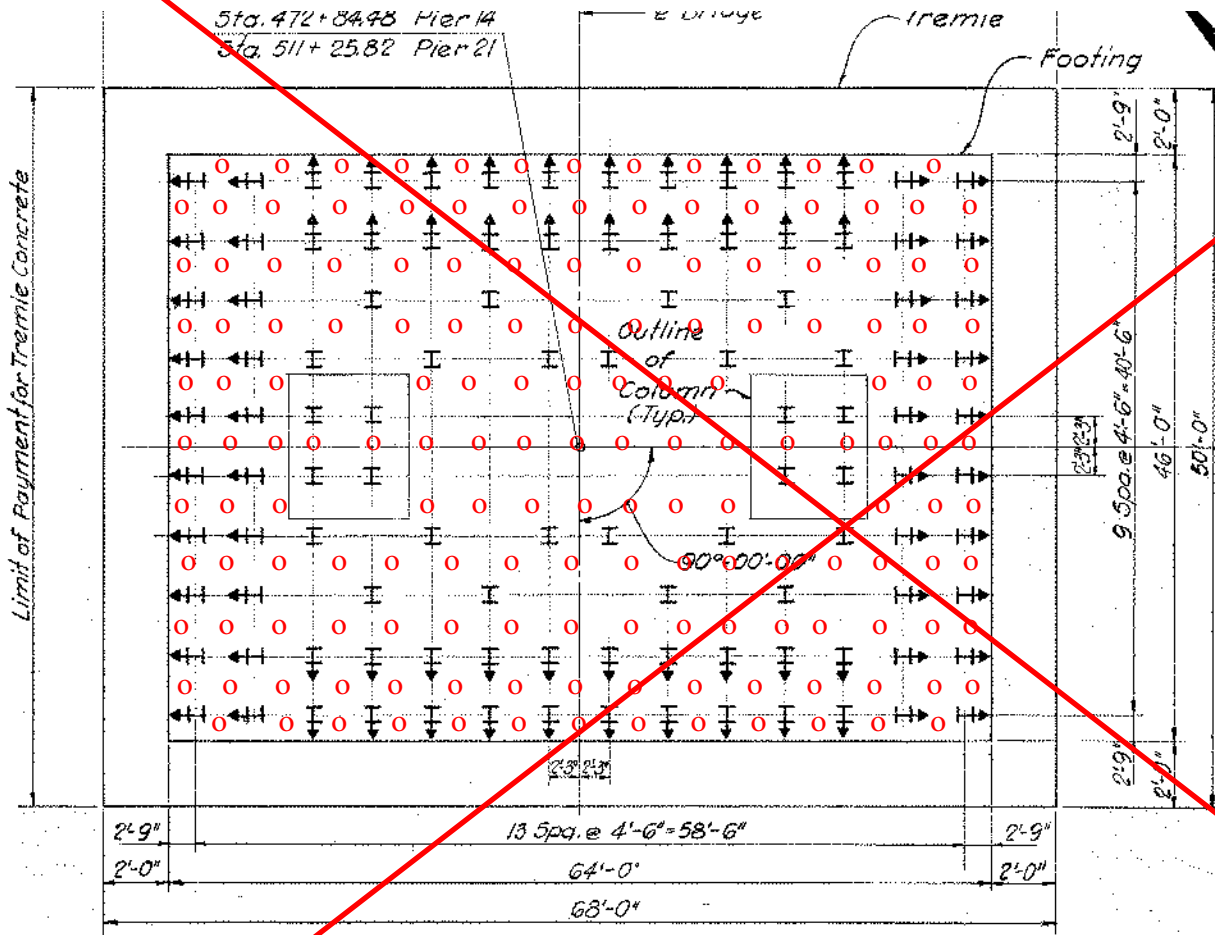 Sta. 472+84.48 Pier 14
Sta. 511+25.82 Pier 21
Bridge
Tremie
Footing
Limit of Payment for Tremie Concrete
2'-9"
2'-0"
Outline
of
Column
(Typ.)
2'-3" 2'-3"
9 Spa. @ 4'-6" = 40'-6"
46'-0"
50'-0"
90°-00'-00"
2'-3" 2'-3"
2'-9"
2'-0"
2'-9"
13 Spa. @ 4'-6" = 58'-6"
2'-9"
2'-0"
64'-0"
2'-0"
68'-0"